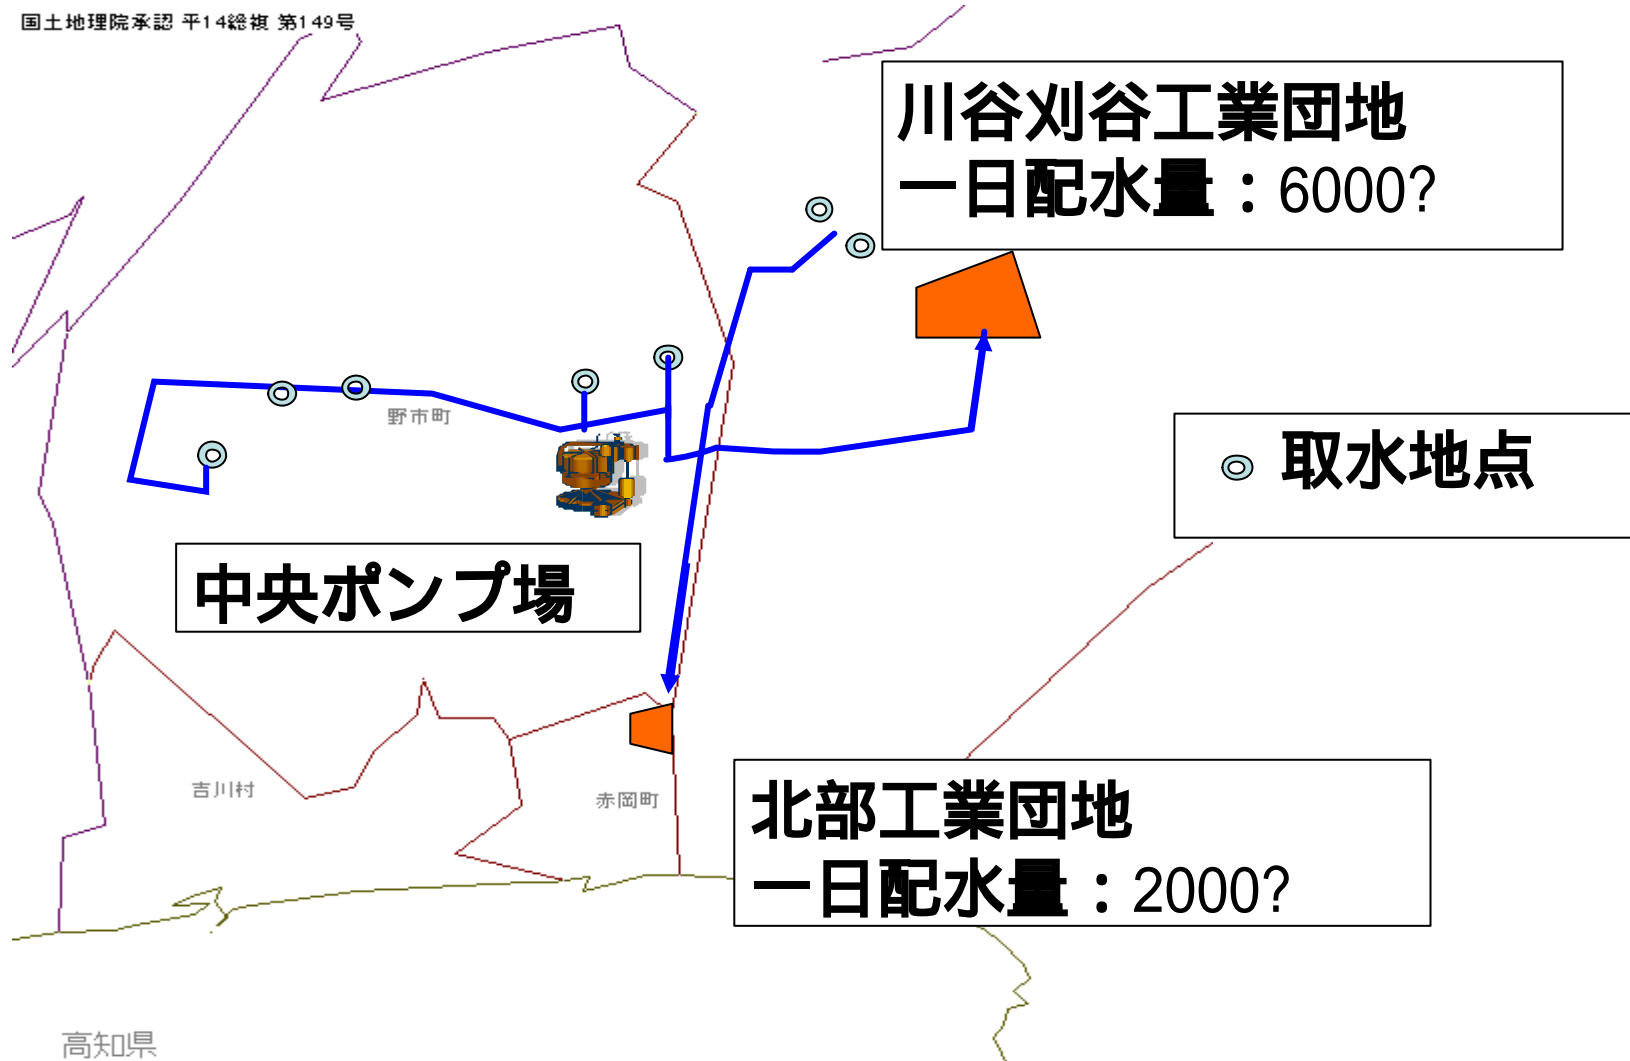 国土地理院承認 平14総複 第149号
川谷刈谷工業団地
一日配水量：6000?
野市町
取水地点
中央ポンプ場
吉川村
赤岡町
北部工業団地
一日配水量：2000?
高知県